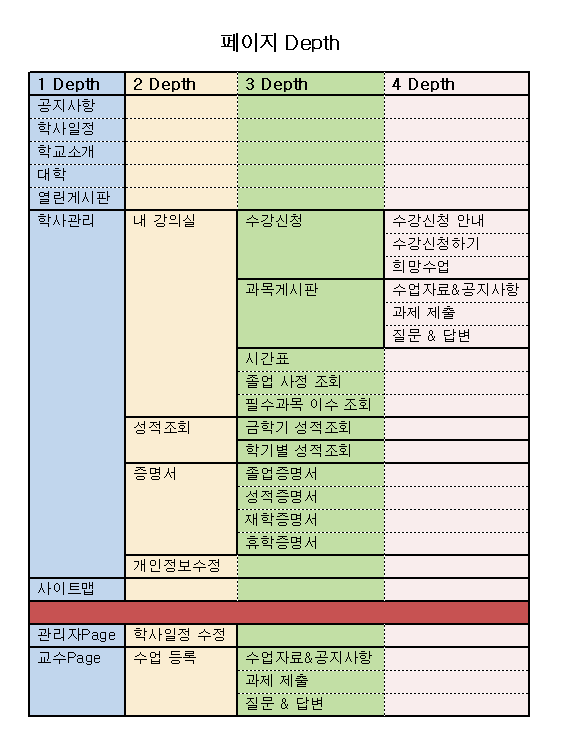 페이지 Depth
1 Depth 2 Depth 3 Depth 4 Depth
공지사항
학사일정
학교소개
대학
열린게시판
학사관리 내 강의실 수강신청 수강신청 안내
수강신청하기
희망수업
과목게시판 수업자료&공지사항
과제 제출
질문 & 답변
시간표
졸업 사정 조회
필수과목 이수 조회
성적조회 금학기 성적조회
학기별 성적조회
증명서 졸업증명서
성적증명서
재학증명서
휴학증명서
개인정보수정
사이트맵
관리자Page 학사일정 수정
교수Page 수업 등록 수업자료&공지사항
과제 제출
질문 & 답변